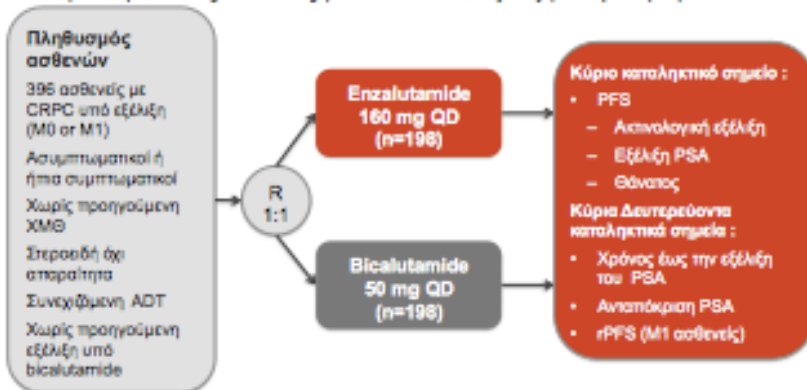 Πληθυσμός
ασθενών
396 ασθενείς με
CRPC υπό εξέλιξη
(M0 or M1)
Ασυμπτωματικοί ή
ήπια συμπτωματικοί
Χωρίς προηγούμενη
ΧΜΘ
Στεροειδή όχι
απαραίτητα
Συνεχιζόμενη ADT
Χωρίς προηγούμενη
εξέλιξη υπό
bicalutamide
R
1:1
Enzalutamide
160 mg QD
(n=198)
Bicalutamide
50 mg QD
(n=198)
Κύριο καταληκτικό σημείο :
• PFS
– Ακτινολογική εξέλιξη
– Εξέλιξη PSA
– Θάνατος
Κύρια Δευτερεύοντα
καταληκτικά σημεία :
• Χρόνος έως την εξέλιξη
του PSA
• Ανταπόκριση PSA
• rPFS (M1 ασθενείς)